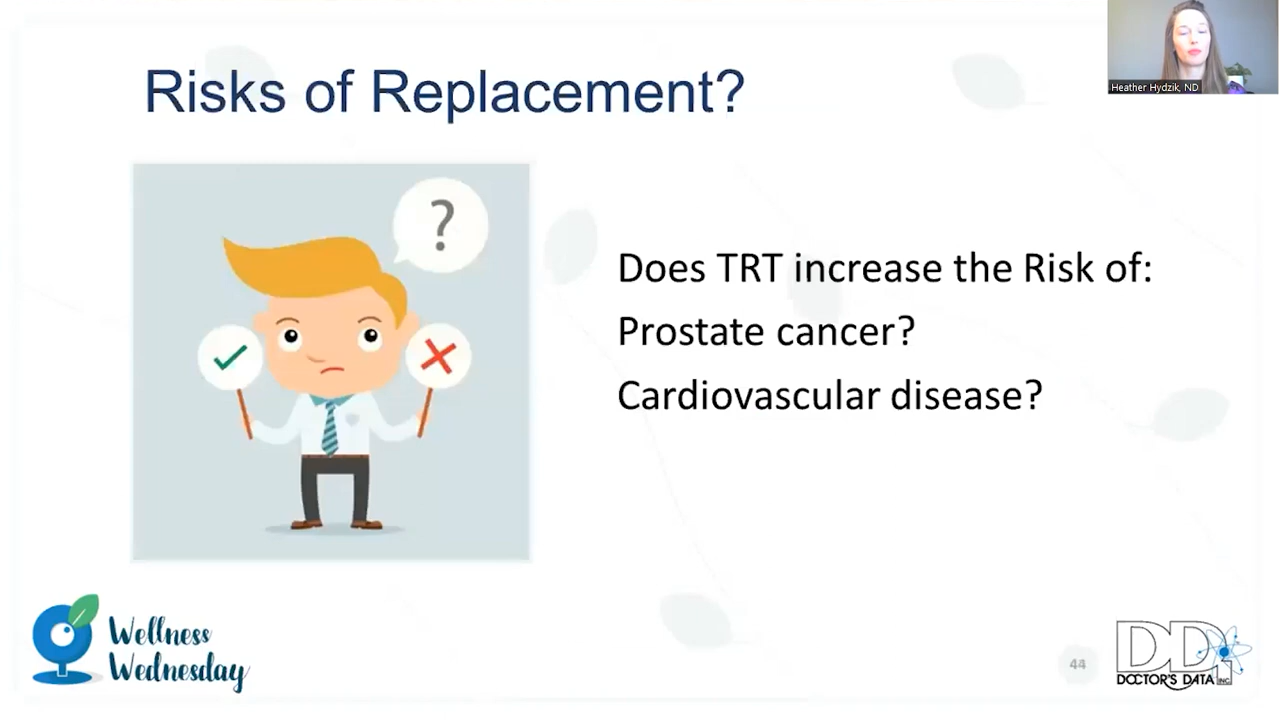 Heather Hydzik, ND
Risks of Replacement?
?
Does TRT increase the Risk of:
Prostate cancer?
Cardiovascular disease?
Wellness
Wednesday
44
DDI
DOCTOR'S DATA INC.